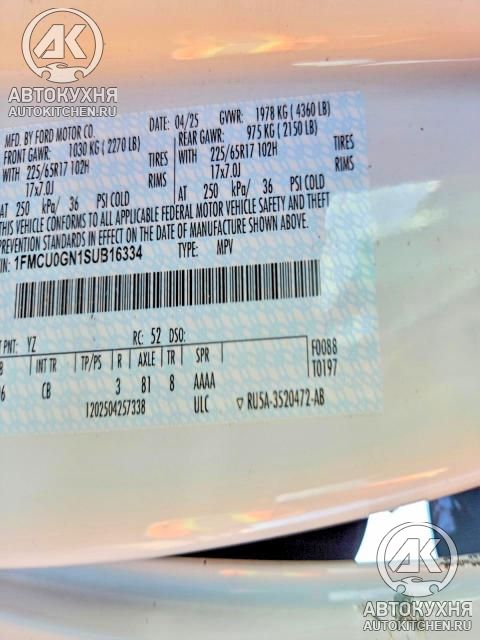 АК
АВТОКУХНЯ
AUTOKITCHEN.RU
MFD. BY FORD MOTOR CO.
DATE: 04/25 GVWR: 1978 KG ( 4360 LB)
FRONT GAWR: 1030 KG ( 2270 LB)
REAR GAWR: 975 KG ( 2150 LB)
WITH 225/65R17 102H TIRES
WITH 225/65R17 102H TIRES
17x7.0J RIMS
17x7.0J RIMS
AT 250 kPa/ 36 PSI COLD
AT 250 kPa/ 36 PSI COLD
THIS VEHICLE CONFORMS TO ALL APPLICABLE FEDERAL MOTOR VEHICLE SAFETY AND THEFT
PREVENTION STANDARDS IN EFFECT ON THE DATE OF MANUFACTURE SHOWN ABOVE.
1FMCU0GN1SUB16334 TYPE: MPV
PNT: YZ RC: 52 DSO:
INT TR TP/PS R AXLE TR SPR F0088
CB 3 81 8 AAAA T0197
1202504257338 ULC ▽ RU5A-3520472-AB
АК
АВТОКУХНЯ
AUTOKITCHEN.RU